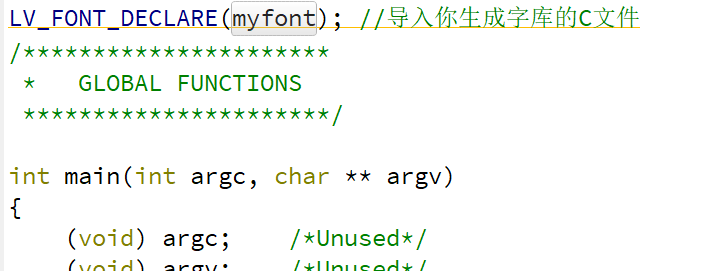 LV_FONT_DECLARE(myfont); //导入你生成字库的C文件
/**********************
 *   GLOBAL FUNCTIONS
 **********************/
int main(int argc, char ** argv)
{
    (void) argc;    /*Unused*/
    (void) argv;    /*Unused*/